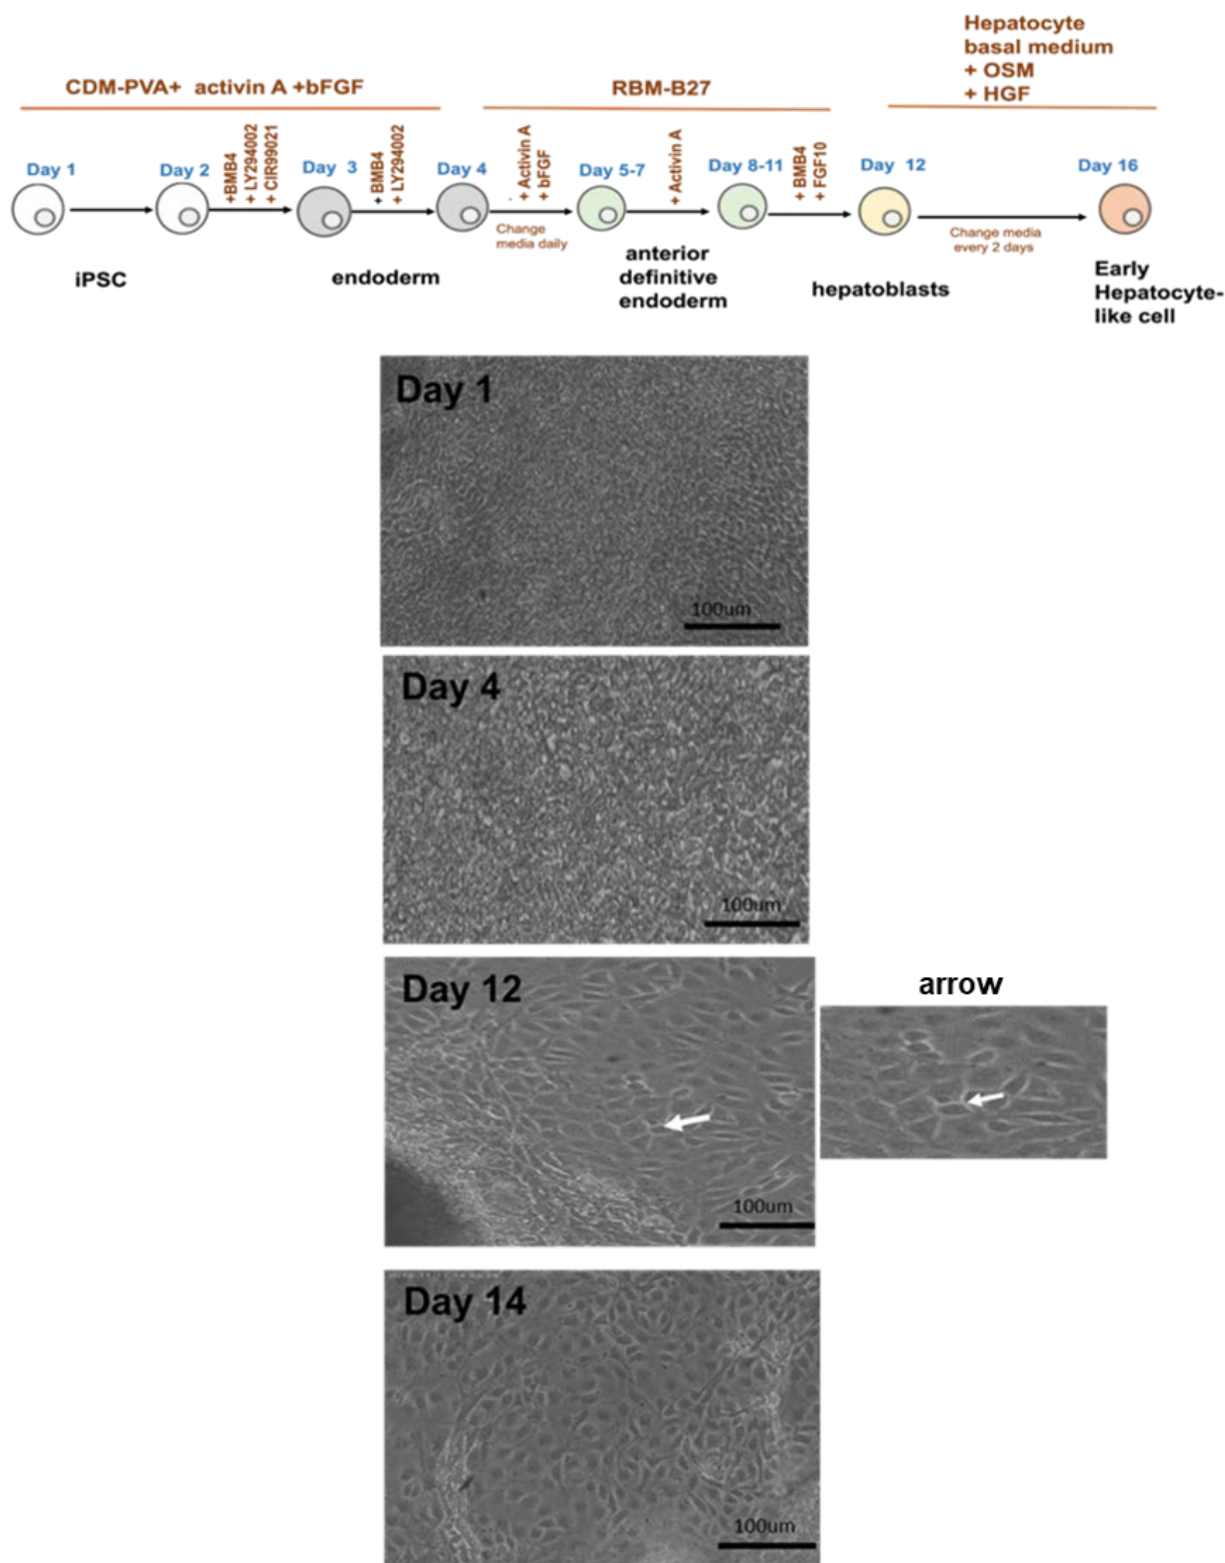 Hepatocyte
basal medium
+ OSM
+ HGF
CDM-PVA+ activin A +bFGF
RBM-B27
Day 1
Day 2
+BMB4
+ LY294002
+ CIR99021
Day 3
+ BMB4
+ LY294002
Day 4
+ Activin A
+ bFGF
Change
media daily
Day 5-7
+ Activin A
Day 8-11
+ BMB4
+ FGF10
Day 12
Change media
every 2 days
Day 16
iPSC
endoderm
anterior
definitive
endoderm
hepatoblasts
Early
Hepatocyte-
like cell
Day 1
100um
Day 4
100um
Day 12
100um
arrow
Day 14
100um